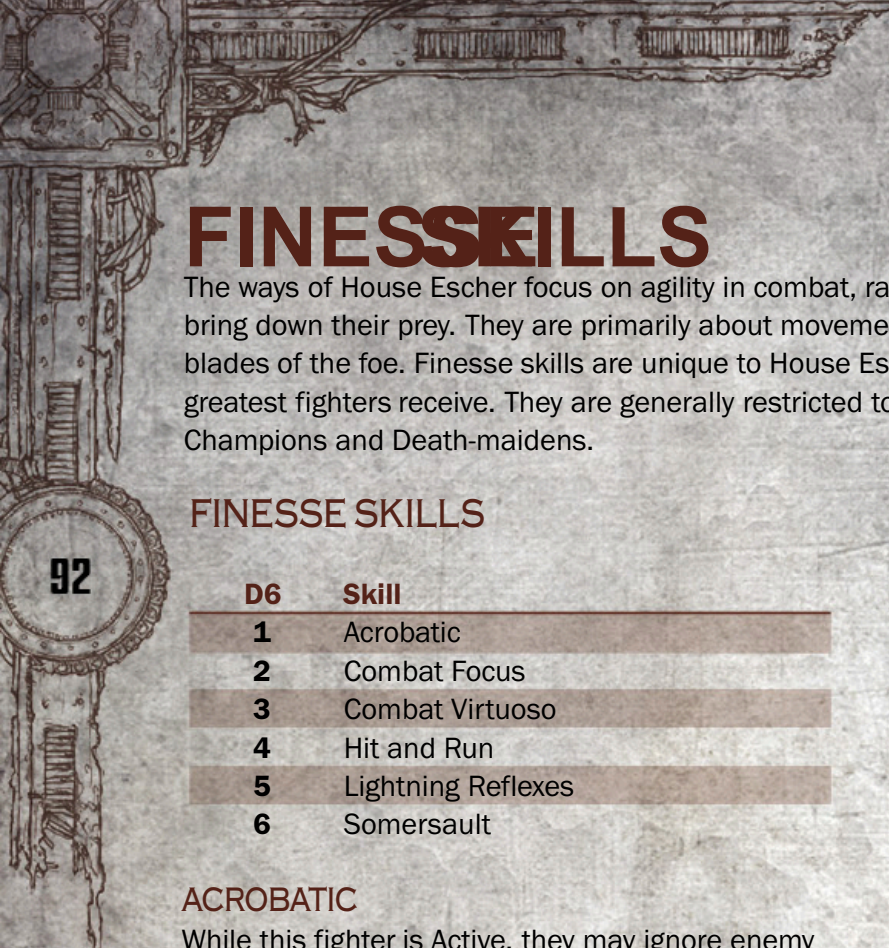 FINESSE SKILLS
The ways of House Escher focus on agility in combat, ra
bring down their prey. They are primarily about moveme
blades of the foe. Finesse skills are unique to House Es
greatest fighters receive. They are generally restricted to
Champions and Death-maidens.
FINESSE SKILLS
92
D6 Skill
1 Acrobatic
2 Combat Focus
3 Combat Virtuoso
4 Hit and Run
5 Lightning Reflexes
6 Somersault
ACROBATIC
While this fighter is Active, they may ignore enemy